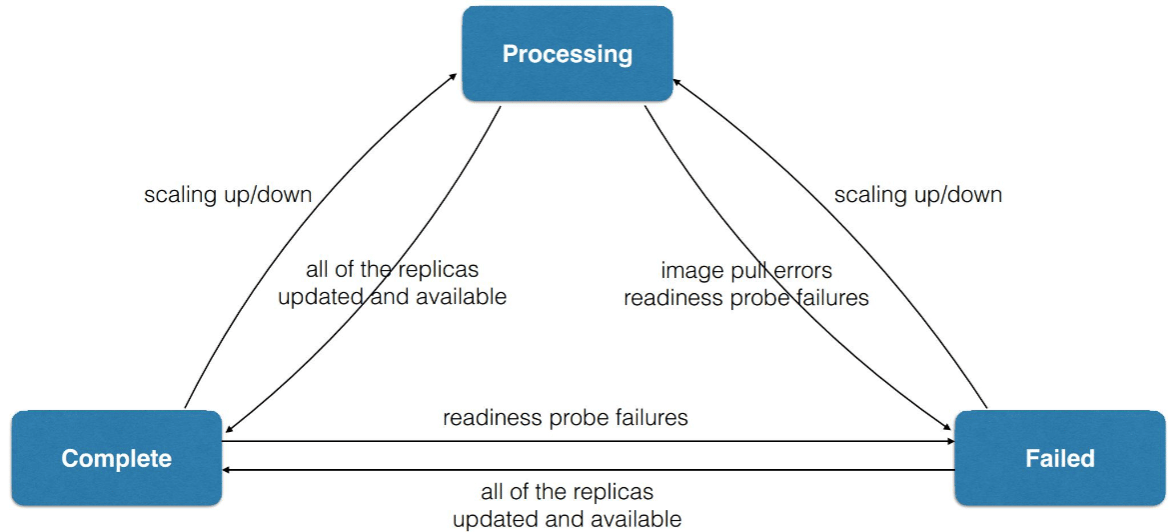 Processing
scaling up/down
scaling up/down
all of the replicas
updated and available
image pull errors
readiness probe failures
readiness probe failures
Complete
Failed
all of the replicas
updated and available